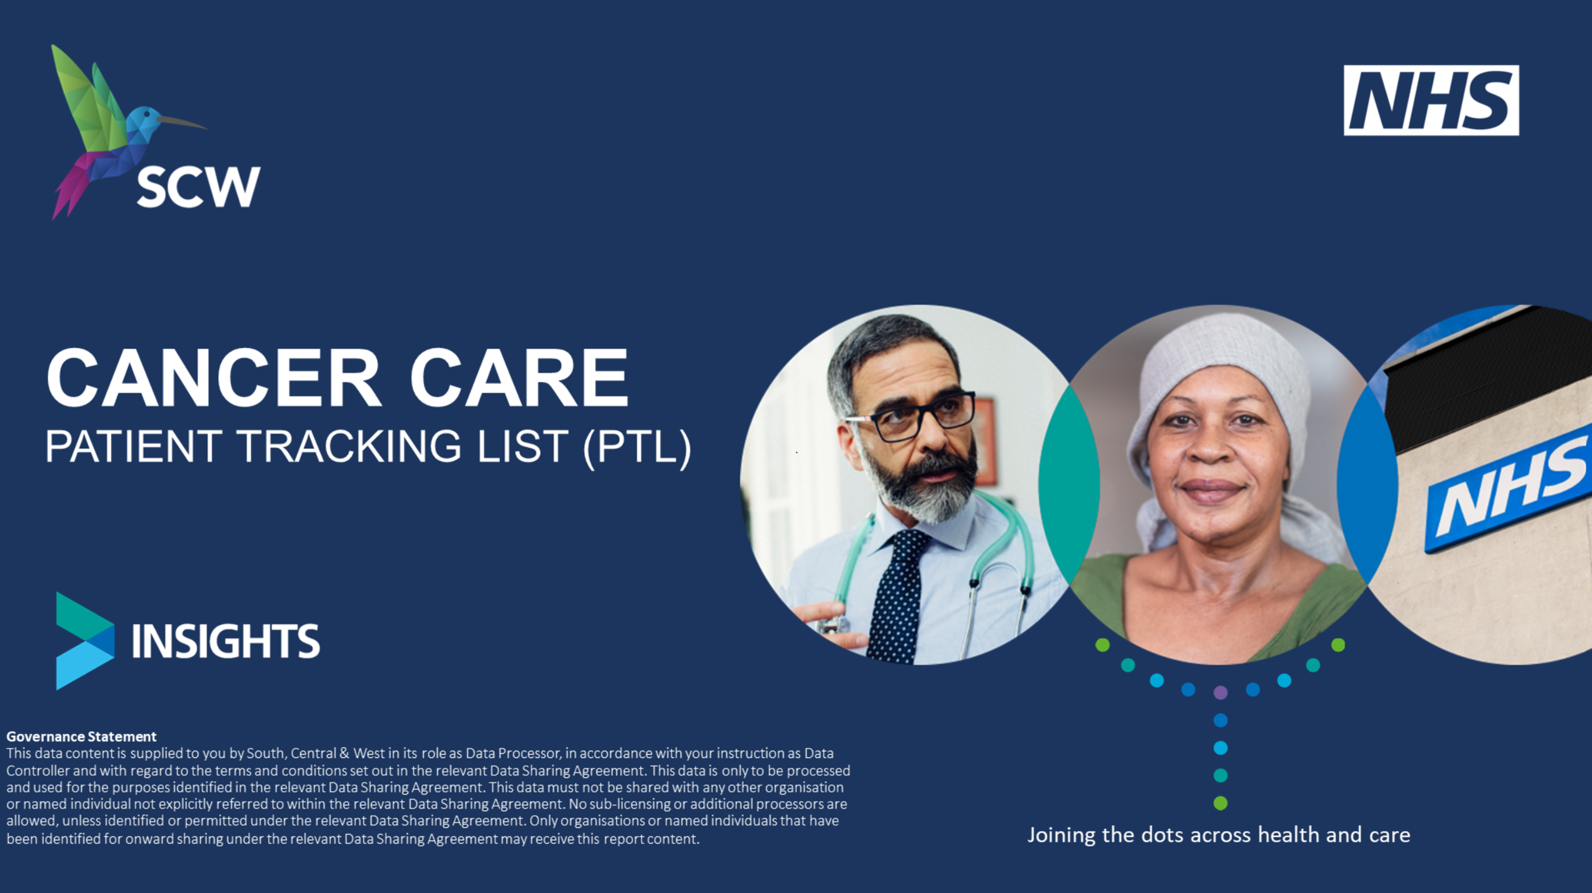 SCW
NHS
CANCER CARE
PATIENT TRACKING LIST (PTL)
NHS
INSIGHTS
Governance Statement
This data content is supplied to you by South, Central & West in its role as Data Processor, in accordance with your instruction as Data
Controller and with regard to the terms and conditions set out in the relevant Data Sharing Agreement. This data is only to be processed
and used for the purposes identified in the relevant Data Sharing Agreement. This data must not be shared with any other organisation
or named individual not explicitly referred to within the relevant Data Sharing Agreement. No sub-licensing or additional processors are
allowed, unless identified or permitted under the relevant Data Sharing Agreement. Only organisations or named individuals that have
been identified for onward sharing under the relevant Data Sharing Agreement may receive this report content.
Joining the dots across health and care